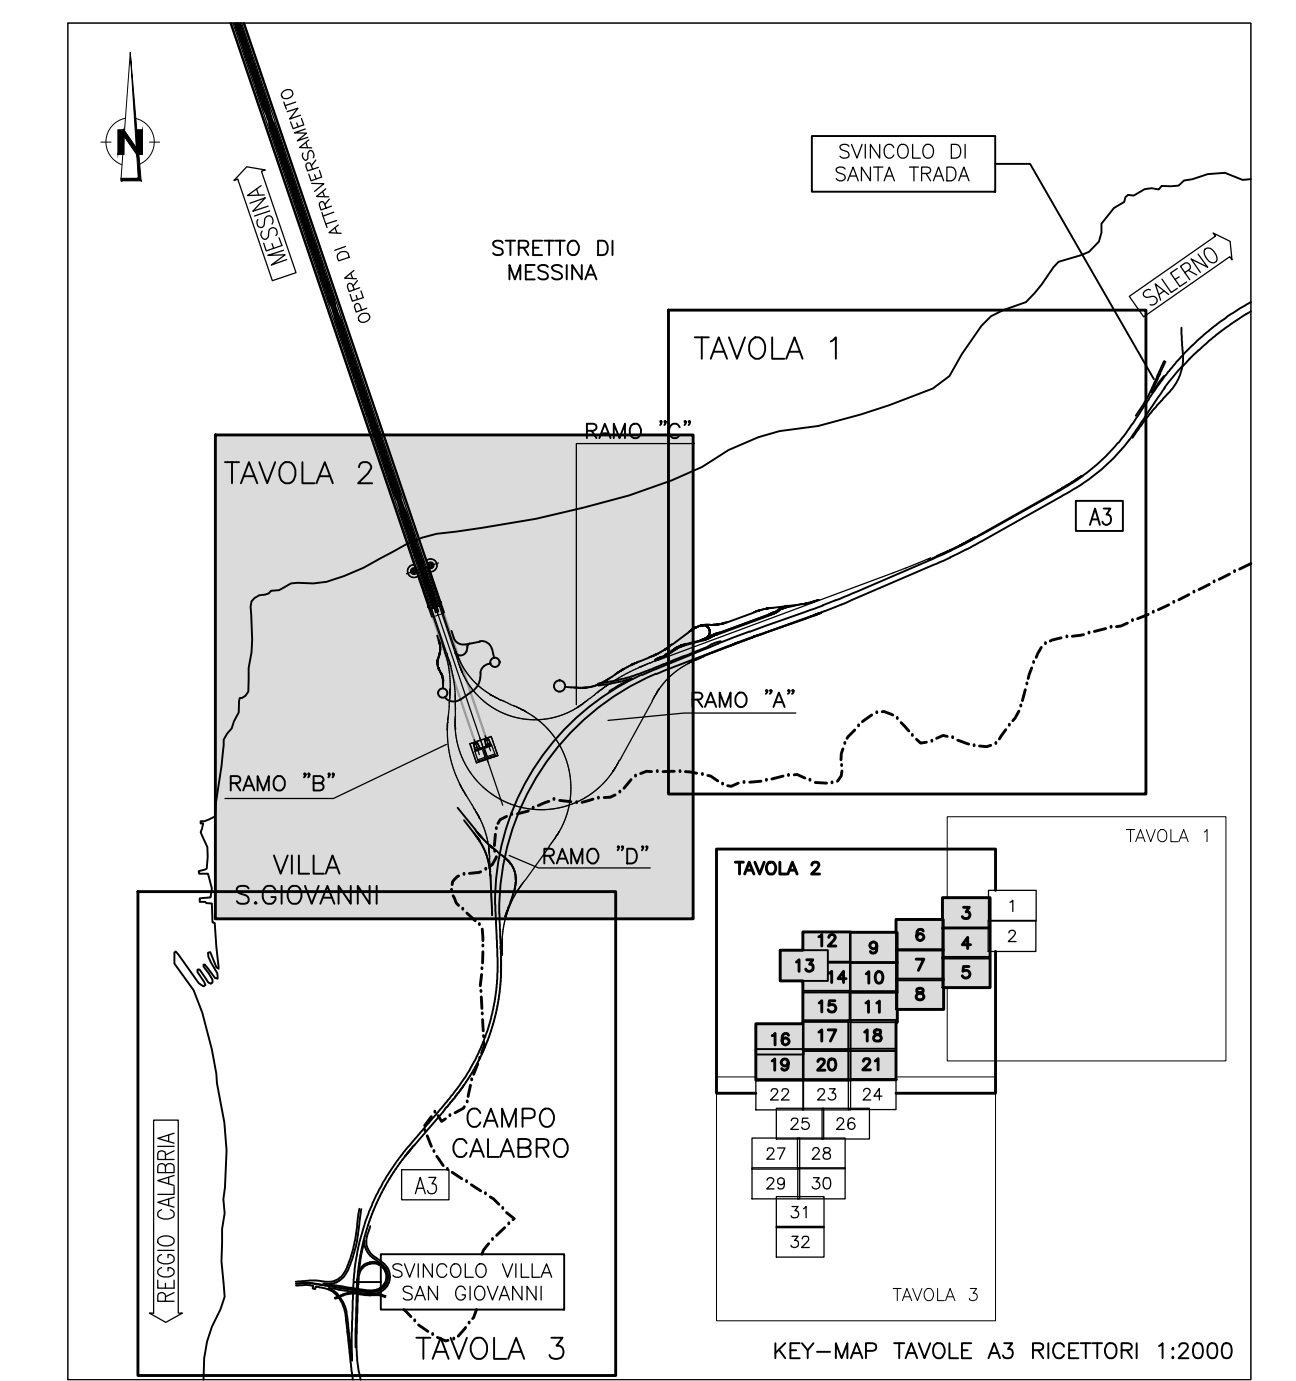 N
OPERA DI ATTRAVERSAMENTO
MESSINA
STRETTO DI
MESSINA
SVINCOLO DI
SANTA TRADA
SALERNO
TAVOLA 1
RAMO "C"
TAVOLA 2
A3
RAMO "A"
RAMO "B"
RAMO "D"
VILLA
S.GIOVANNI
CAMPO
CALABRO
A3
REGGIO CALABRIA
SVINCOLO VILLA
SAN GIOVANNI
TAVOLA 3
TAVOLA 1
TAVOLA 2
3
1
4
2
5
6
7
8
12
9
13
14
10
15
11
16
17
18
19
20
21
22
23
24
25
26
27
28
29
30
31
32
TAVOLA 3
KEY-MAP TAVOLE A3 RICETTORI 1:2000